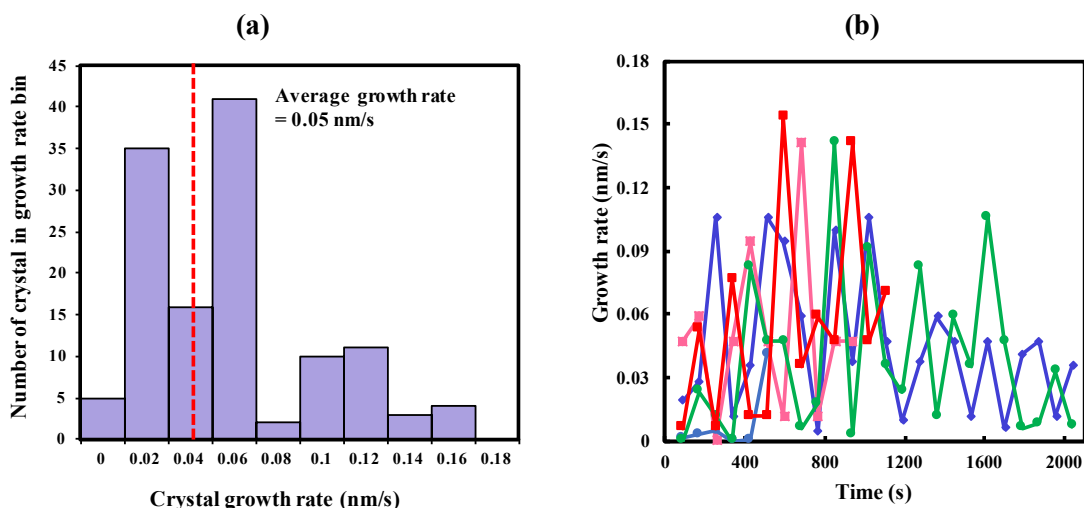 (a)
Number of crystal in growth rate bin
45
40
35
30
25
20
15
10
5
0
Average growth rate
= 0.05 nm/s
0 0.02 0.04 0.06 0.08 0.1 0.12 0.14 0.16 0.18
Crystal growth rate (nm/s)
(b)
Growth rate (nm/s)
0.18
0.15
0.12
0.09
0.06
0.03
0
0 400 800 1200 1600 2000
Time (s)